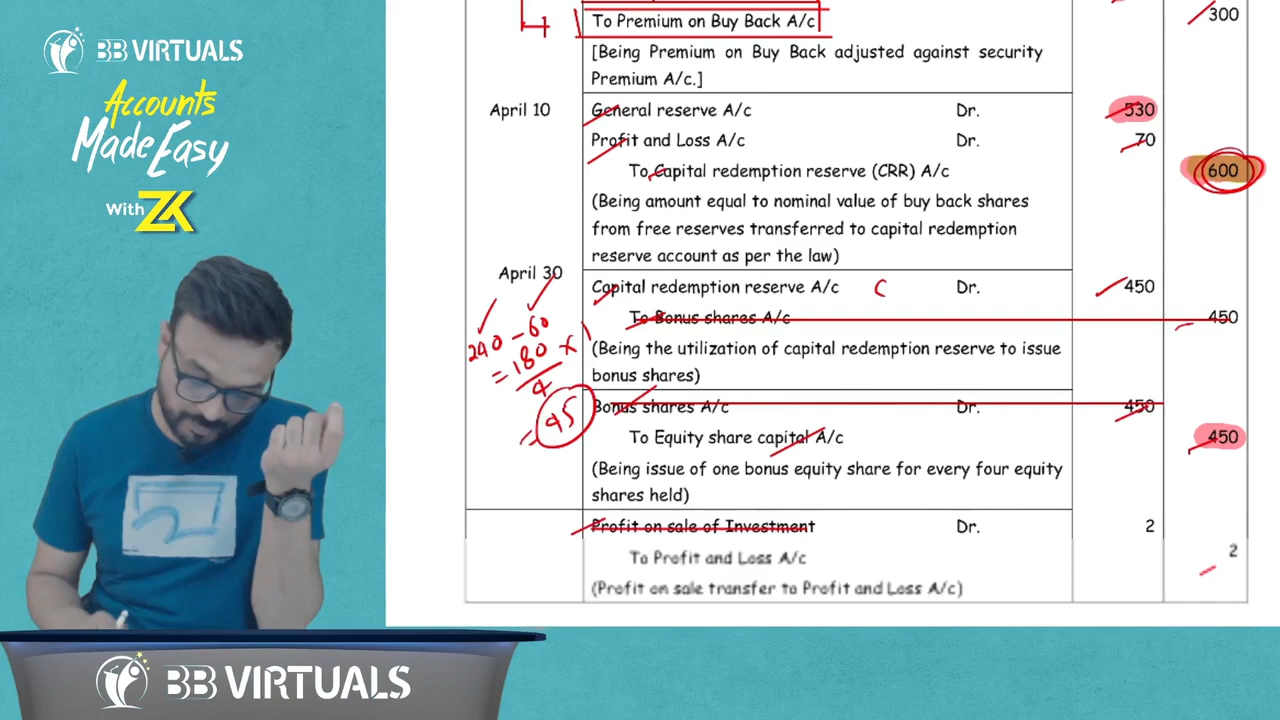 BB VIRTUALS
Accounts
Made Easy
With ZK
To Premium on Buy Back A/c 300
[Being Premium on Buy Back adjusted against security
Premium A/c.]
April 10 General reserve A/c Dr. 530
Profit and Loss A/c Dr. 70
To Capital redemption reserve (CRR) A/c 600
(Being amount equal to nominal value of buy back shares
from free reserves transferred to capital redemption
reserve account as per the law)
April 30 Capital redemption reserve A/c C Dr. 450
To Bonus shares A/c 450
(Being the utilization of capital redemption reserve to issue
bonus shares)
Bonus shares A/c Dr. 450
To Equity share capital A/c 450
(Being issue of one bonus equity share for every four equity
shares held)
Profit on sale of Investment Dr. 2
To Profit and Loss A/c 2
(Profit on sale transfer to Profit and Loss A/c)
240 - 60
= 180 × 1
4
= 45
BB VIRTUALS